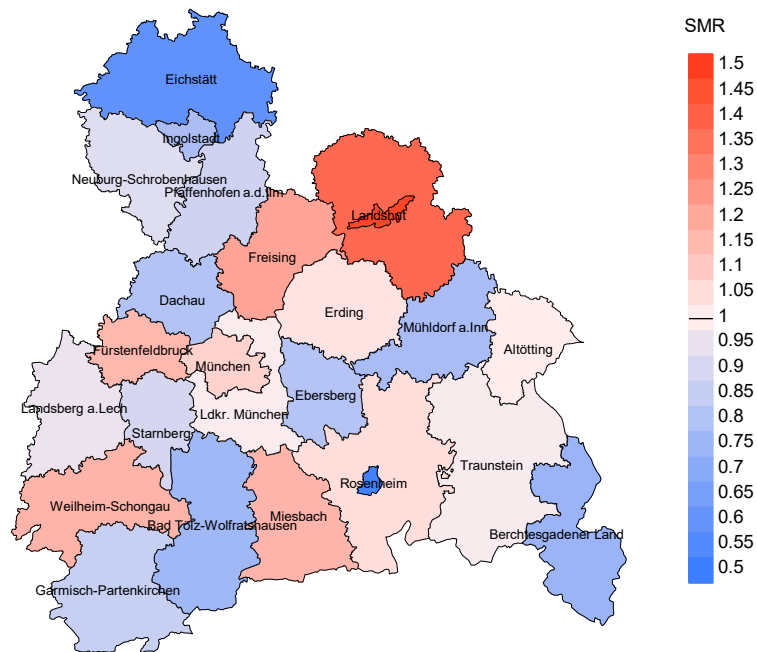 SMR
1.5
1.45
1.4
1.35
1.3
1.25
1.2
1.15
1.1
1.05
1
0.95
0.9
0.85
0.8
0.75
0.7
0.65
0.6
0.55
0.5
Eichstätt
Ingolstadt
Neuburg-Schrobenhausen
Pfaffenhofen a.d.Ilm
Landshut
Freising
Dachau
Erding
Mühldorf a.Inn
Altötting
Fürstenfeldbruck
München
Ebersberg
Landsberg a.Lech
Ldkr. München
Starnberg
Traunstein
Rosenheim
Weilheim-Schongau
Miesbach
Bad Tölz-Wolfratshausen
Berchtesgadener Land
Garmisch-Partenkirchen